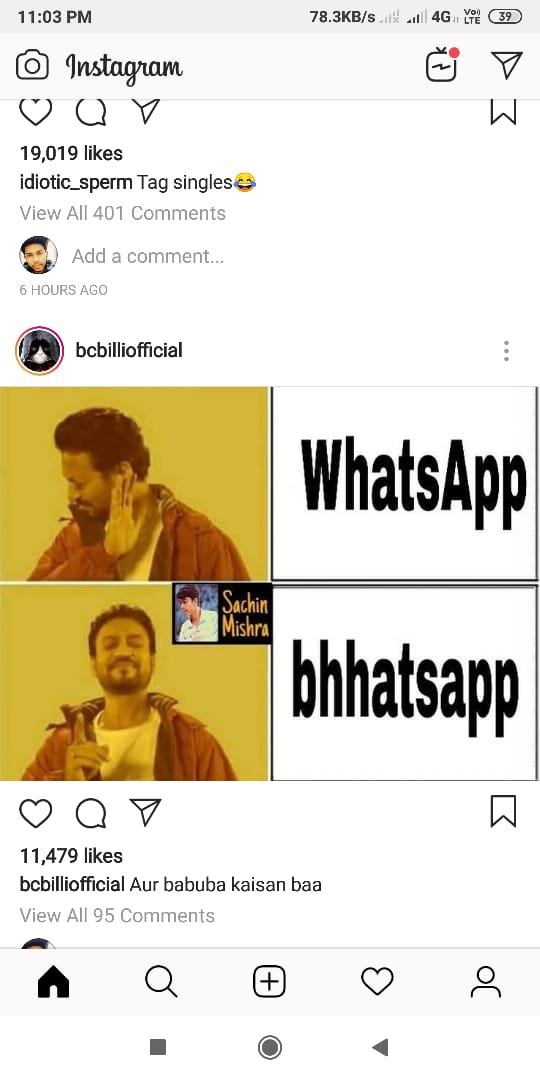 11:03 PM 78.3KB/s 4G Vo) LTE 39
Instagram
19,019 likes
idiotic_sperm Tag singles😂
View All 401 Comments
Add a comment...
6 HOURS AGO
bcbilliofficial
WhatsApp
Sachin
Mishra
bhhatsapp
11,479 likes
bcbilliofficial Aur babuba kaisan baa
View All 95 Comments